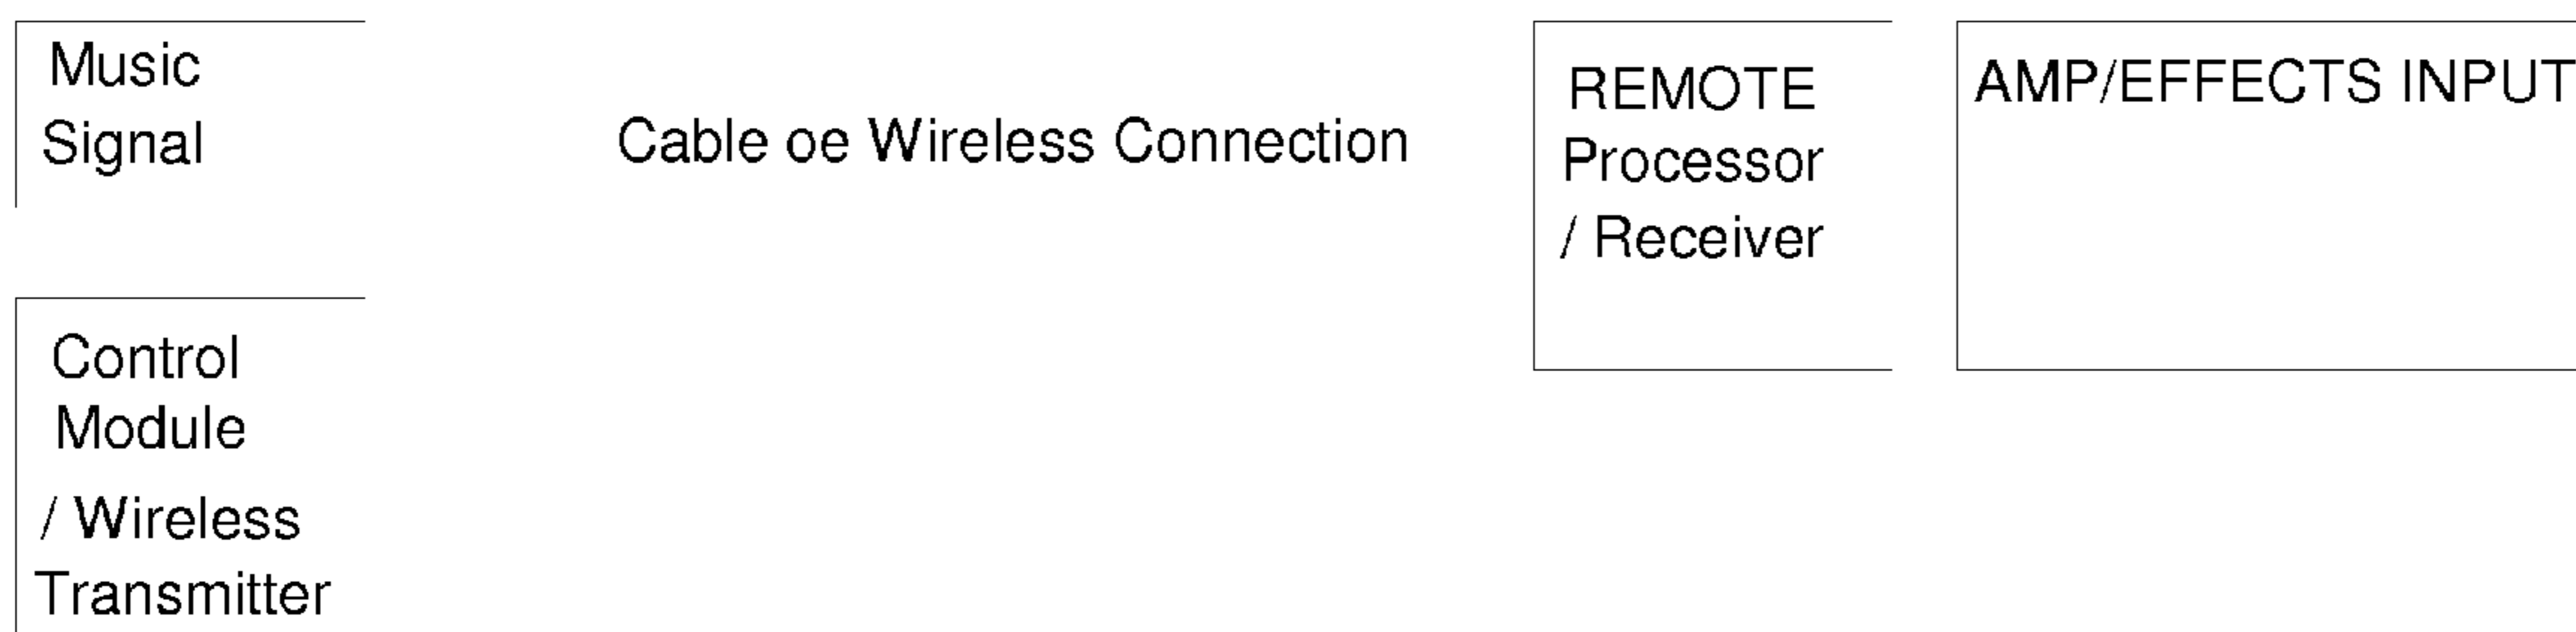 Music
Signal
Cable oe Wireless Connection
REMOTE
Processor
/ Receiver
AMP/EFFECTS INPUT
Control
Module
/ Wireless
Transmitter